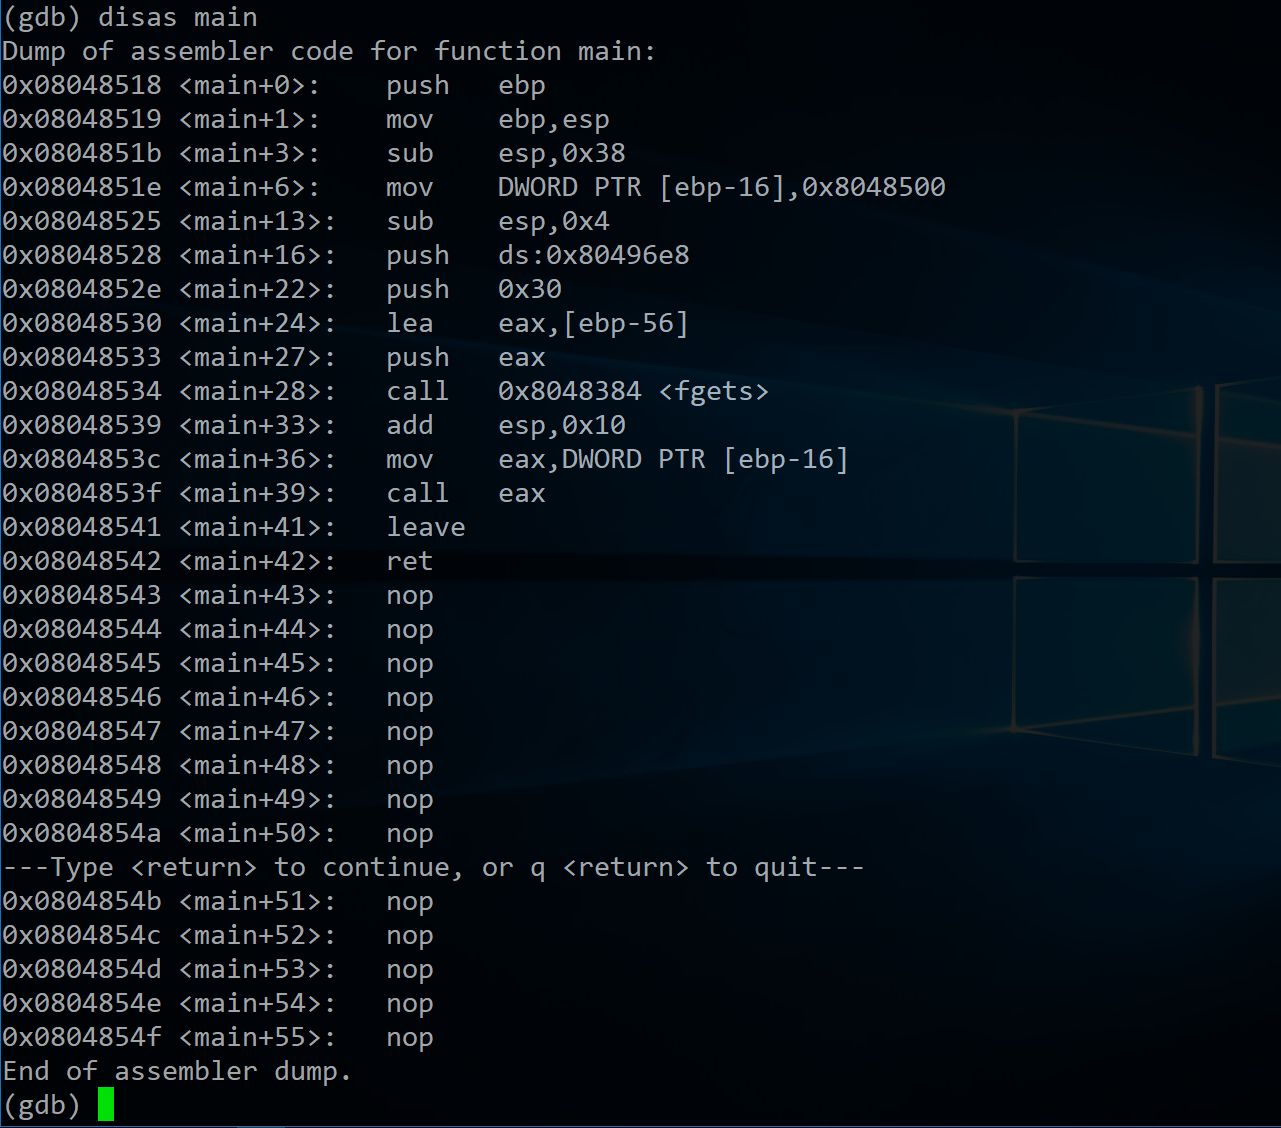 (gdb) disas main
Dump of assembler code for function main:
0x08048518 <main+0>:    push   ebp
0x08048519 <main+1>:    mov    ebp,esp
0x0804851b <main+3>:    sub    esp,0x38
0x0804851e <main+6>:    mov    DWORD PTR [ebp-16],0x8048500
0x08048525 <main+13>:   sub    esp,0x4
0x08048528 <main+16>:   push   ds:0x80496e8
0x0804852e <main+22>:   push   0x30
0x08048530 <main+24>:   lea    eax,[ebp-56]
0x08048533 <main+27>:   push   eax
0x08048534 <main+28>:   call   0x8048384 <fgets>
0x08048539 <main+33>:   add    esp,0x10
0x0804853c <main+36>:   mov    eax,DWORD PTR [ebp-16]
0x0804853f <main+39>:   call   eax
0x08048541 <main+41>:   leave
0x08048542 <main+42>:   ret
0x08048543 <main+43>:   nop
0x08048544 <main+44>:   nop
0x08048545 <main+45>:   nop
0x08048546 <main+46>:   nop
0x08048547 <main+47>:   nop
0x08048548 <main+48>:   nop
0x08048549 <main+49>:   nop
0x0804854a <main+50>:   nop
---Type <return> to continue, or q <return> to quit---
0x0804854b <main+51>:   nop
0x0804854c <main+52>:   nop
0x0804854d <main+53>:   nop
0x0804854e <main+54>:   nop
0x0804854f <main+55>:   nop
End of assembler dump.
(gdb)